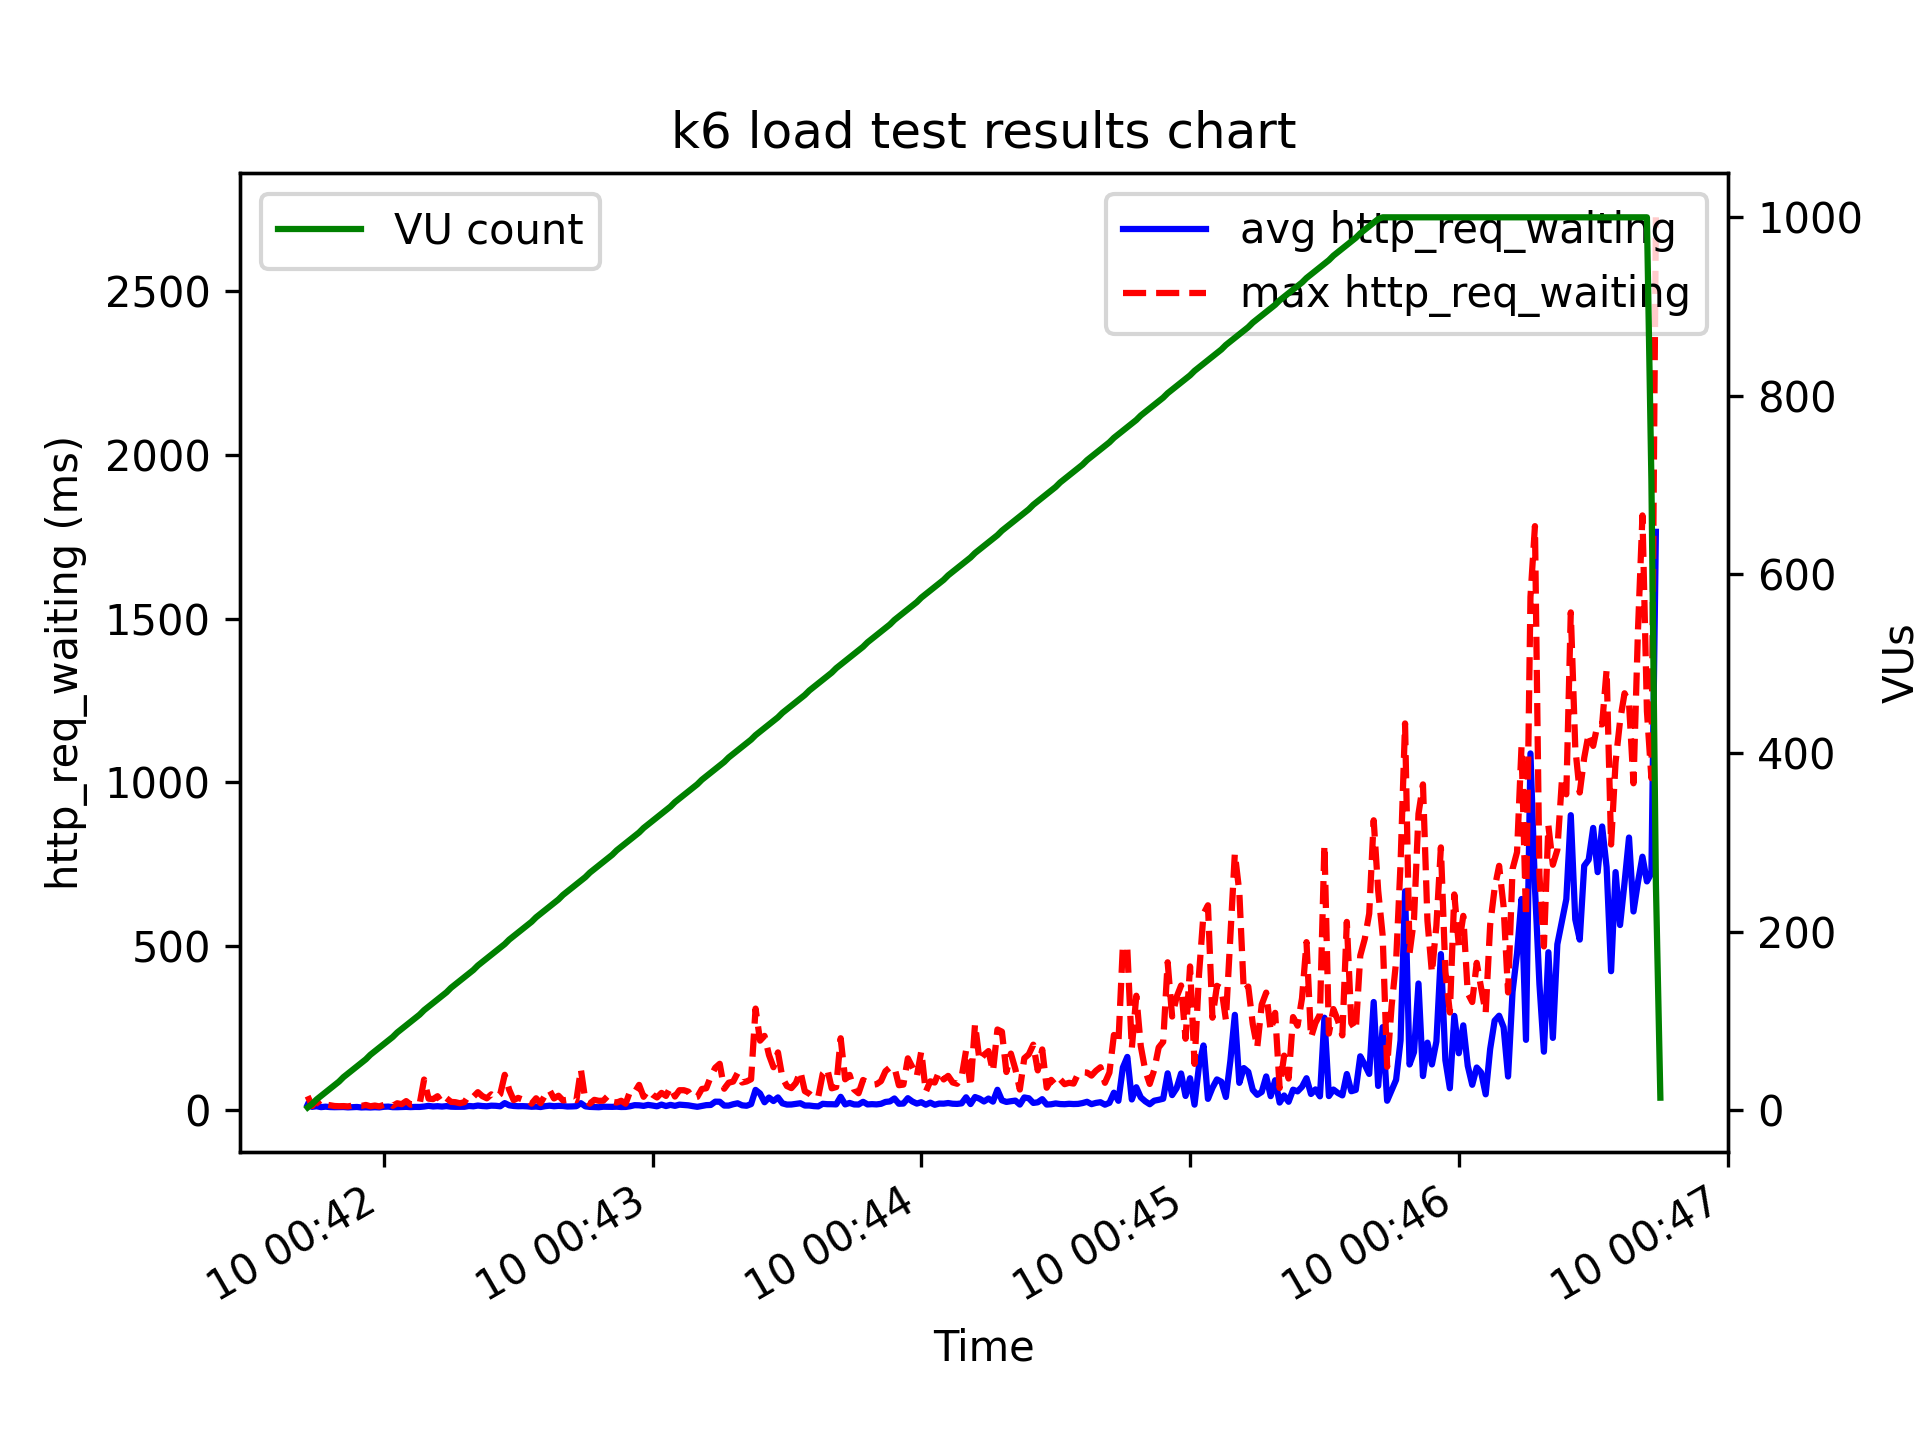 k6 load test results chart
VU count
avg http_req_waiting
max http_req_waiting
http_req_waiting (ms)
2500
2000
1500
1000
500
0
1000
800
600
400
200
0
VUs
10 00:42
10 00:43
10 00:44
10 00:45
10 00:46
10 00:47
Time